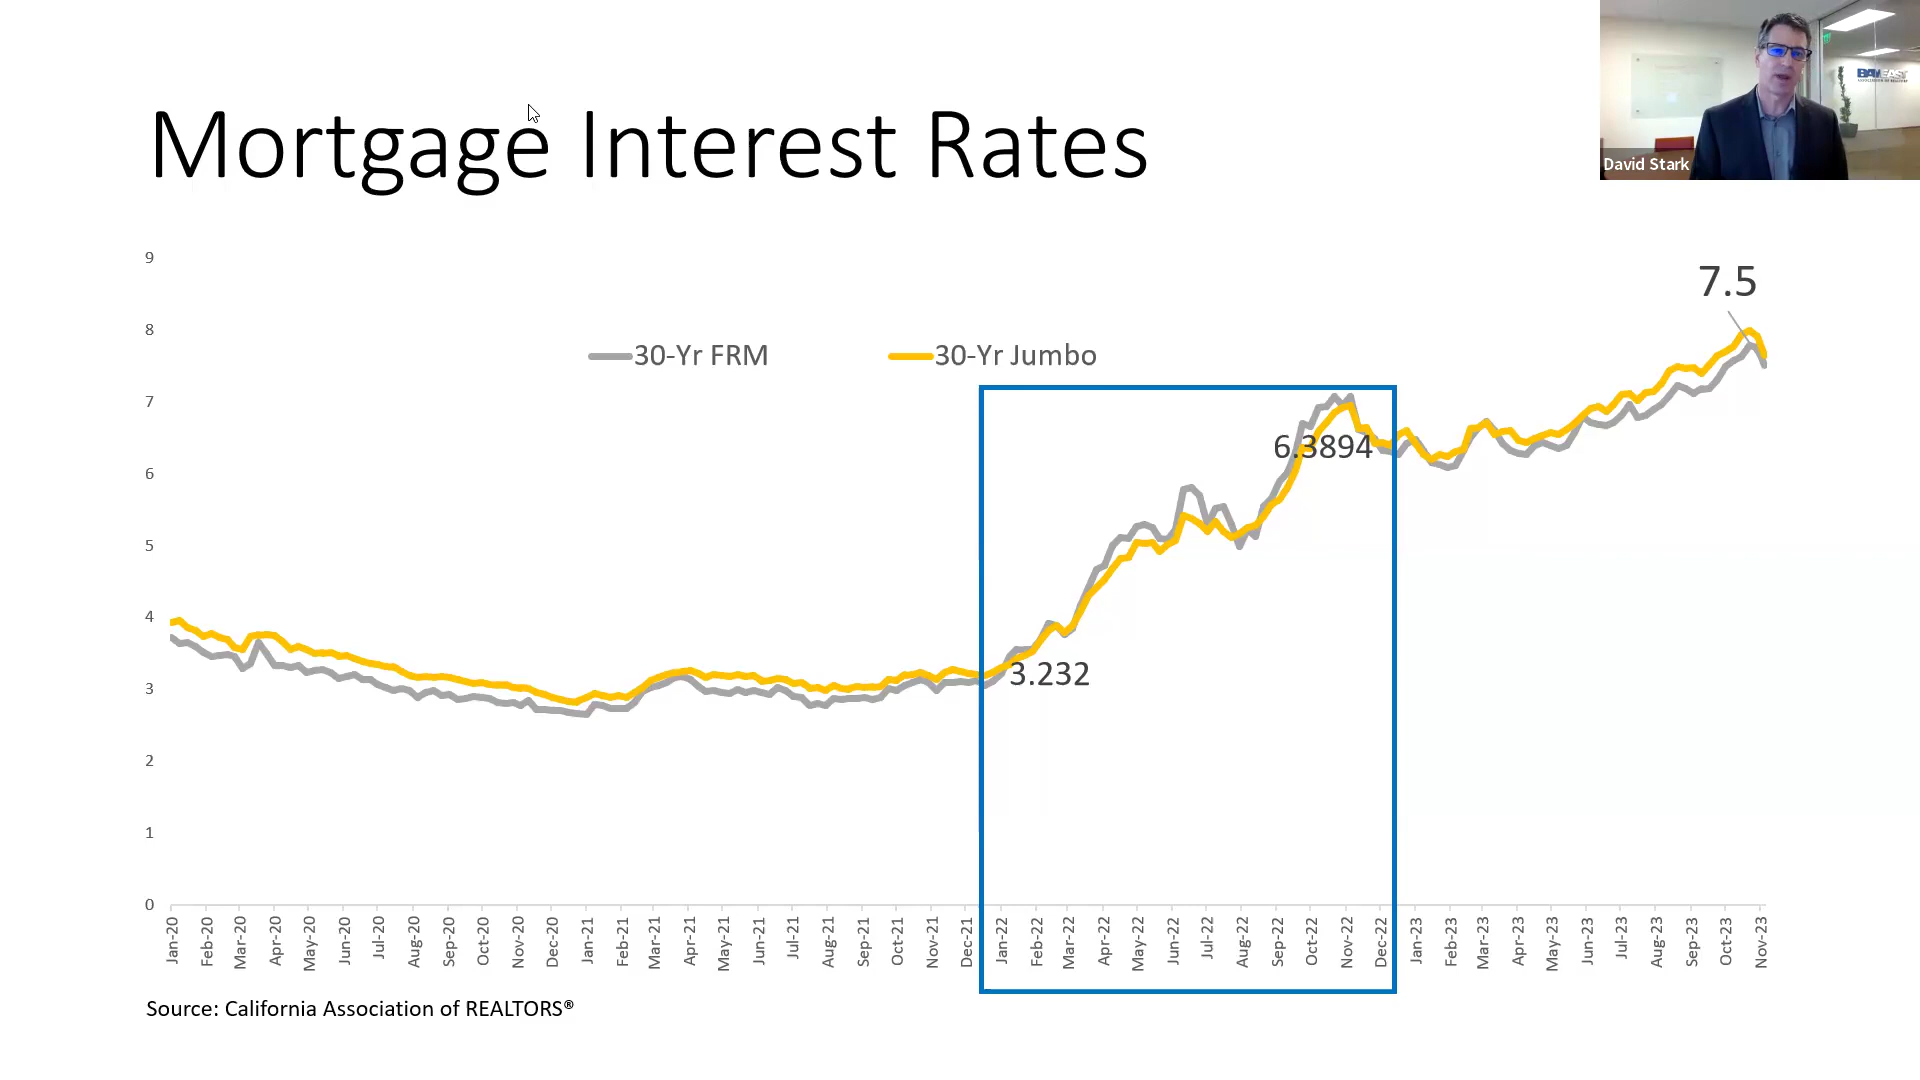 Mortgage Interest Rates
David Stark
BAYEAST
9
8
7
6
5
4
3
2
1
0
30-Yr FRM
30-Yr Jumbo
7.5
6.3894
3.232
Jan-20
Feb-20
Mar-20
Apr-20
May-20
Jun-20
Jul-20
Aug-20
Sep-20
Oct-20
Nov-20
Dec-20
Jan-21
Feb-21
Mar-21
Apr-21
May-21
Jun-21
Jul-21
Aug-21
Sep-21
Oct-21
Nov-21
Dec-21
Jan-22
Feb-22
Mar-22
Apr-22
May-22
Jun-22
Jul-22
Aug-22
Sep-22
Oct-22
Nov-22
Dec-22
Jan-23
Feb-23
Mar-23
Apr-23
May-23
Jun-23
Jul-23
Aug-23
Sep-23
Oct-23
Nov-23
Source: California Association of REALTORS®